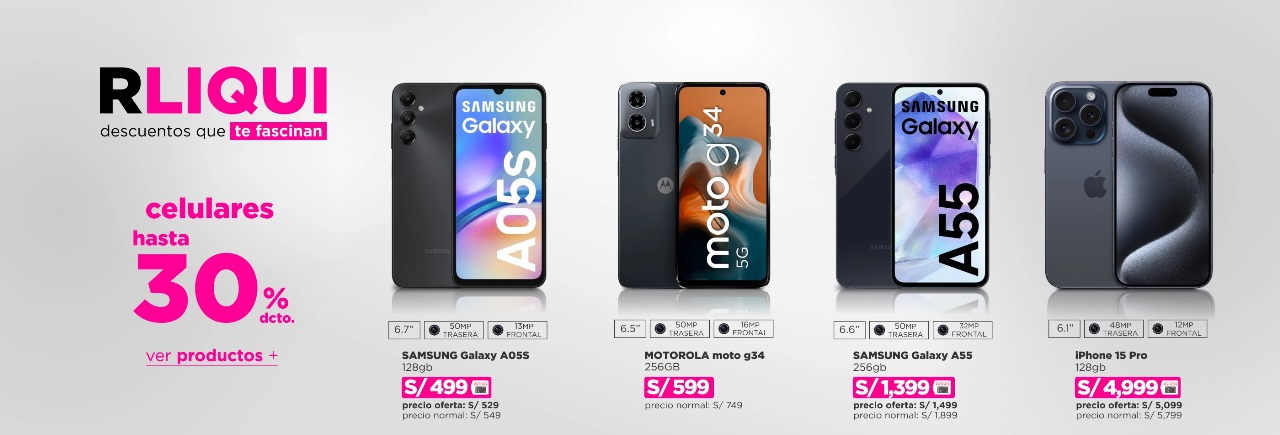 RLIQUI
descuentos que te fascinan
celulares
hasta
30%
dcto.
ver productos +
SAMSUNG
Galaxy
A05s
SAMSUNG
6.7"
50MP
TRASERA
13MP
FRONTAL
SAMSUNG Galaxy A05S
128gb
S/ 499
precio oferta: S/ 529
precio normal: S/ 549
moto g34
5G
6.5"
50MP
TRASERA
16MP
FRONTAL
MOTOROLA moto g34
256GB
S/ 599
precio normal: S/ 749
SAMSUNG
Galaxy
A55
SAMSUNG
6.6"
50MP
TRASERA
32MP
FRONTAL
SAMSUNG Galaxy A55
256gb
S/ 1,399
precio oferta: S/ 1,499
precio normal: S/ 1,899
6.1"
48MP
TRASERA
12MP
FRONTAL
iPhone 15 Pro
128gb
S/ 4,999
precio oferta: S/ 5,099
precio normal: S/ 5,799